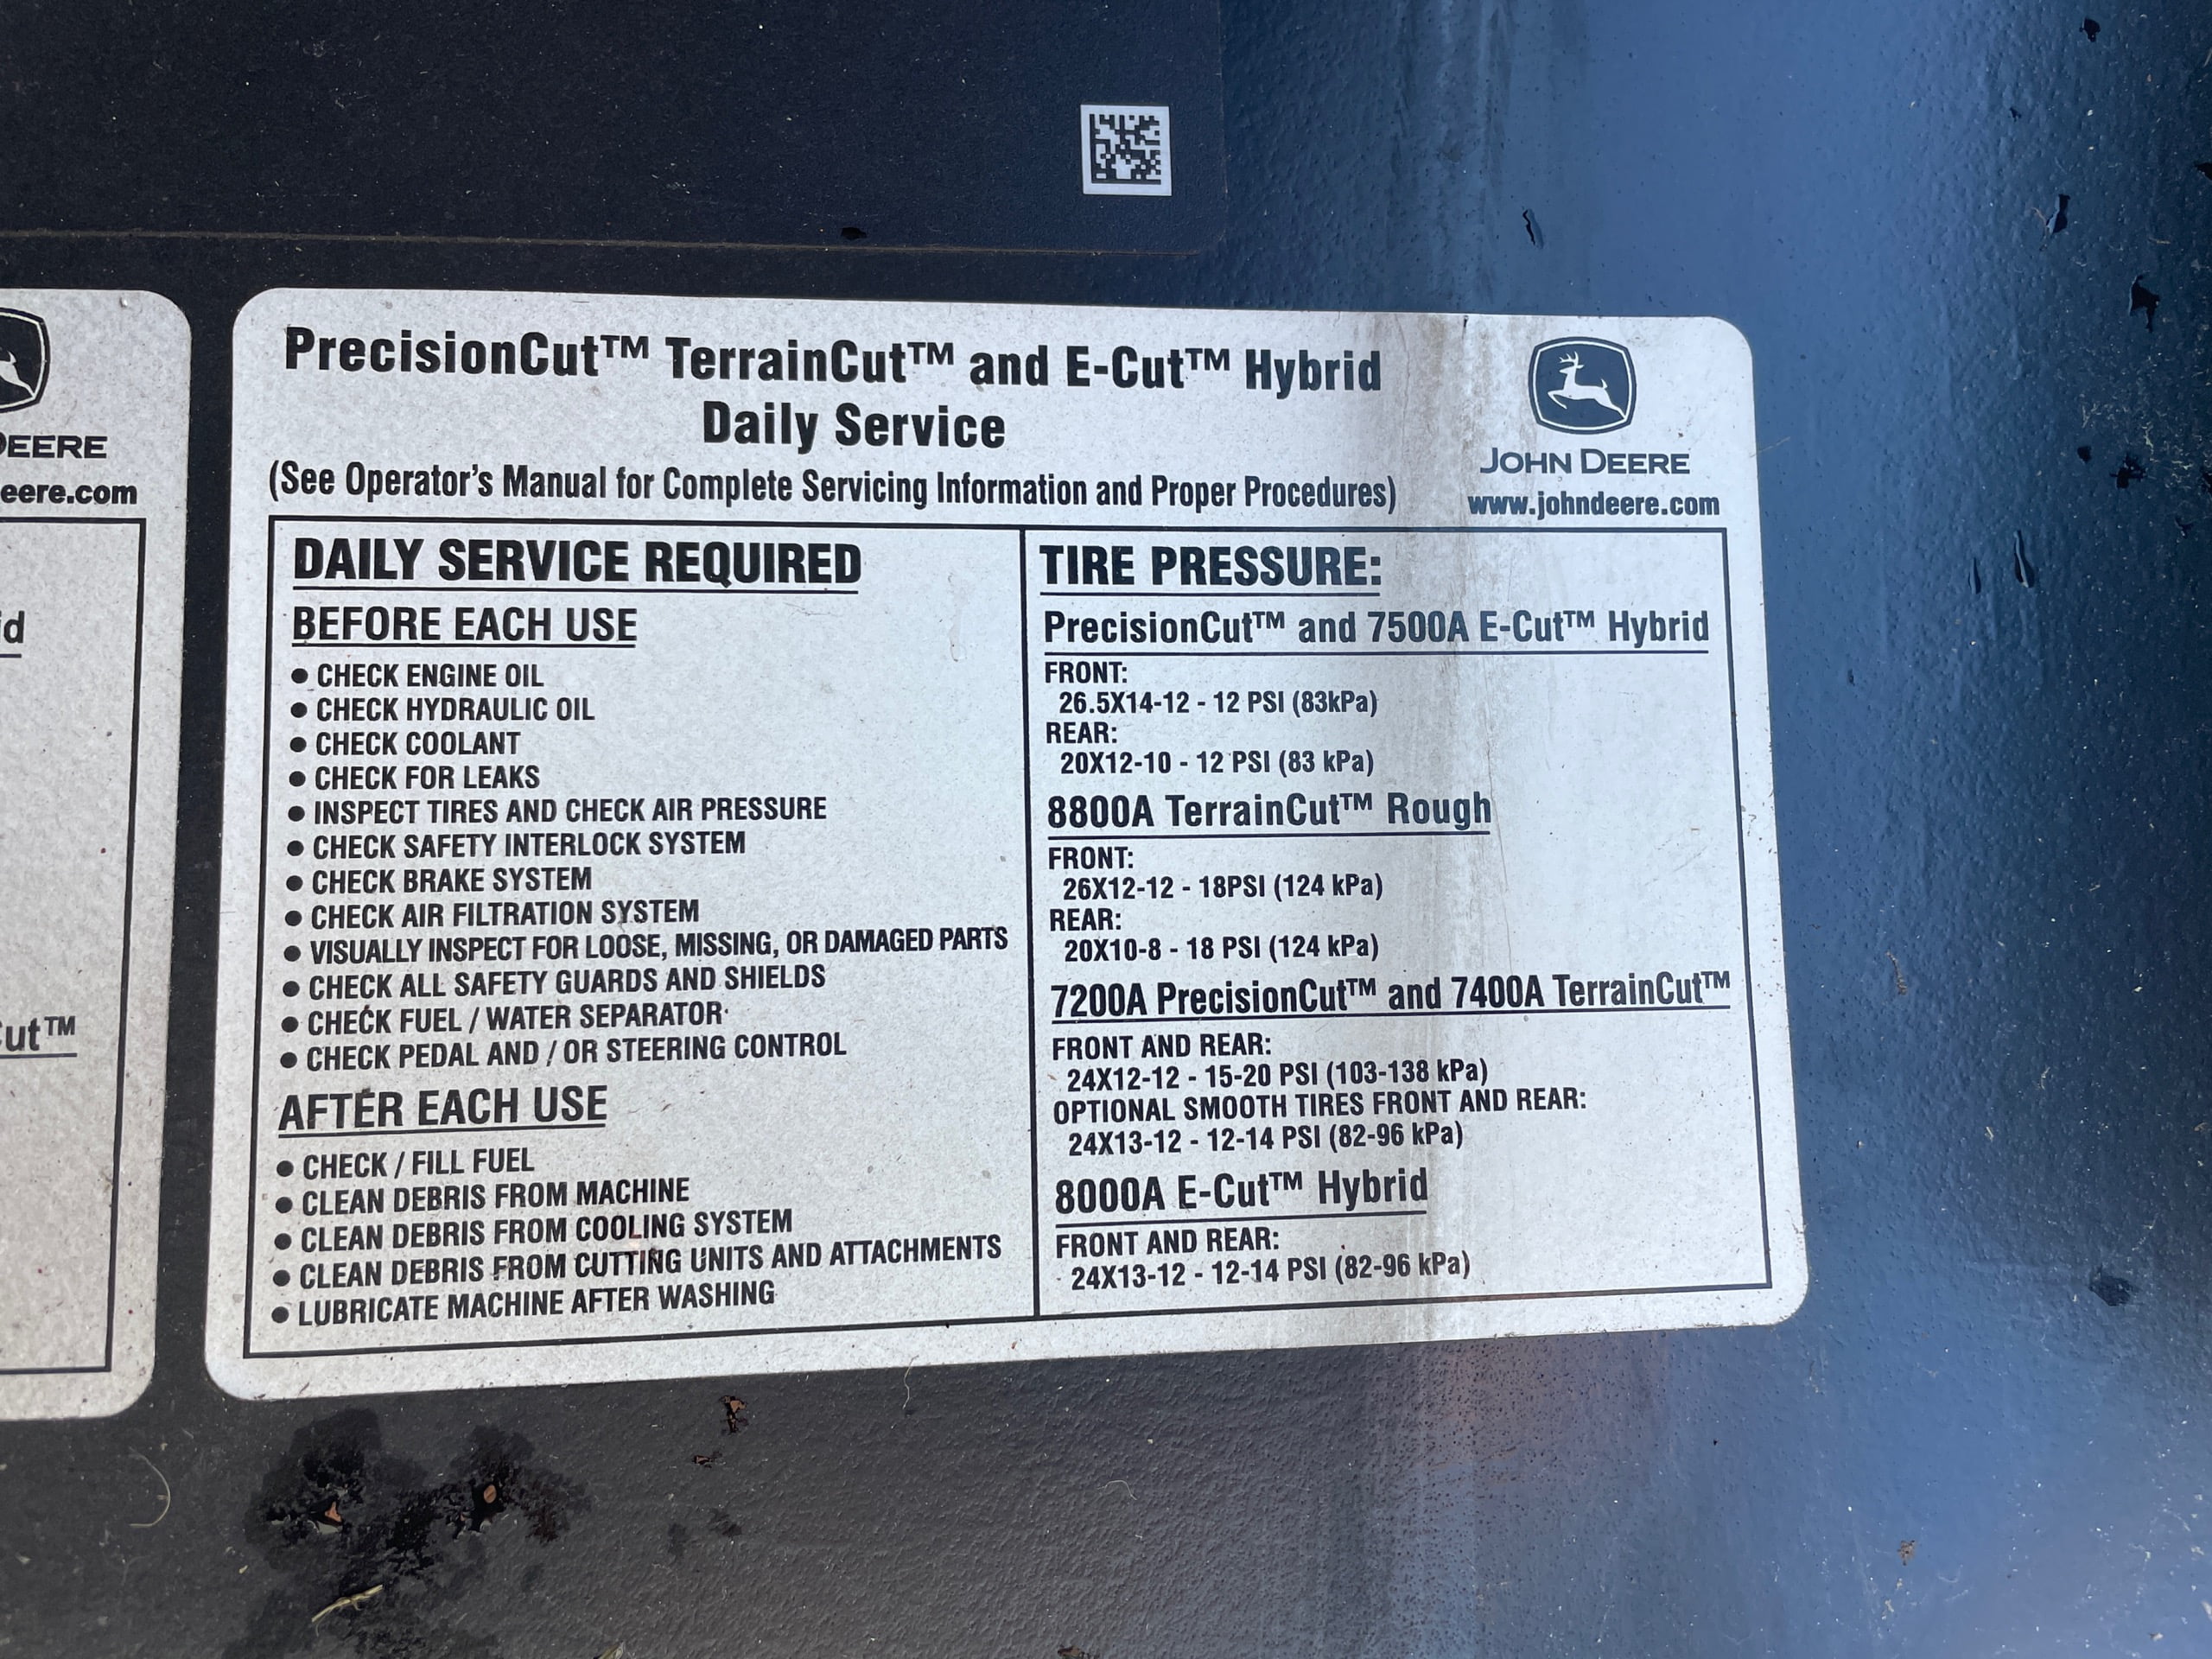 DEERE
eere.com
id
Cut™
PrecisionCut™ TerrainCut™ and E-Cut™ Hybrid
Daily Service
(See Operator's Manual for Complete Servicing Information and Proper Procedures)
JOHN DEERE
www.johndeere.com
DAILY SERVICE REQUIRED
BEFORE EACH USE
• CHECK ENGINE OIL
• CHECK HYDRAULIC OIL
• CHECK COOLANT
• CHECK FOR LEAKS
• INSPECT TIRES AND CHECK AIR PRESSURE
• CHECK SAFETY INTERLOCK SYSTEM
• CHECK BRAKE SYSTEM
• CHECK AIR FILTRATION SYSTEM
• VISUALLY INSPECT FOR LOOSE, MISSING, OR DAMAGED PARTS
• CHECK ALL SAFETY GUARDS AND SHIELDS
• CHECK FUEL / WATER SEPARATOR
• CHECK PEDAL AND / OR STEERING CONTROL
AFTER EACH USE
• CHECK / FILL FUEL
• CLEAN DEBRIS FROM MACHINE
• CLEAN DEBRIS FROM COOLING SYSTEM
• CLEAN DEBRIS FROM CUTTING UNITS AND ATTACHMENTS
• LUBRICATE MACHINE AFTER WASHING
TIRE PRESSURE:
PrecisionCut™ and 7500A E-Cut™ Hybrid
FRONT:
26.5X14-12 - 12 PSI (83kPa)
REAR:
20X12-10 - 12 PSI (83 kPa)
8800A TerrainCut™ Rough
FRONT:
26X12-12 - 18PSI (124 kPa)
REAR:
20X10-8 - 18 PSI (124 kPa)
7200A PrecisionCut™ and 7400A TerrainCut™
FRONT AND REAR:
24X12-12 - 15-20 PSI (103-138 kPa)
OPTIONAL SMOOTH TIRES FRONT AND REAR:
24X13-12 - 12-14 PSI (82-96 kPa)
8000A E-Cut™ Hybrid
FRONT AND REAR:
24X13-12 - 12-14 PSI (82-96 kPa)